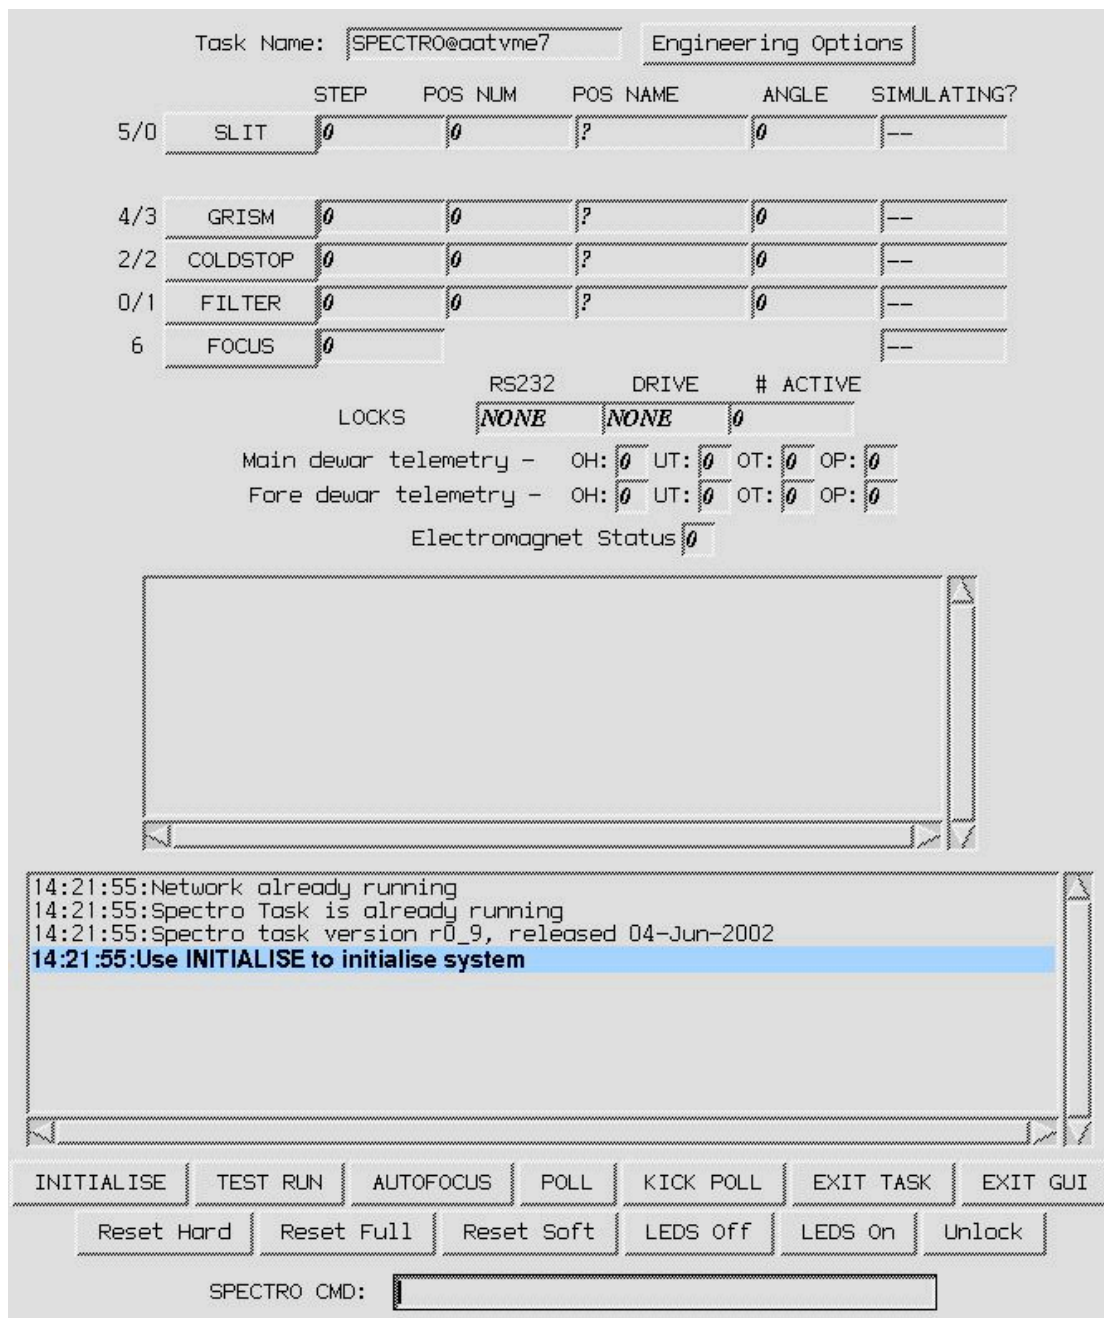 Task Name: SPECTRO@aatvme7 Engineering Options
STEP POS NUM POS NAME ANGLE SIMULATING?
5/0 SLIT 0 0 ? 0 --
4/3 GRISM 0 0 ? 0 --
2/2 COLDSTOP 0 0 ? 0 --
0/1 FILTER 0 0 ? 0 --
6 FOCUS 0 --
RS232 DRIVE # ACTIVE
LOCKS NONE NONE 0
Main dewar telemetry - OH: 0 UT: 0 OT: 0 OP: 0
Fore dewar telemetry - OH: 0 UT: 0 OT: 0 OP: 0
Electromagnet Status 0
14:21:55:Network already running
14:21:55:Spectro Task is already running
14:21:55:Spectro task version r0_9, released 04-Jun-2002
14:21:55:Use INITIALISE to initialise system
INITIALISE TEST RUN AUTOFOCUS POLL KICK POLL EXIT TASK EXIT GUI
Reset Hard Reset Full Reset Soft LEDS Off LEDS On Unlock
SPECTRO CMD: